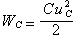 W_C = \frac{Cu_C^2}{2}